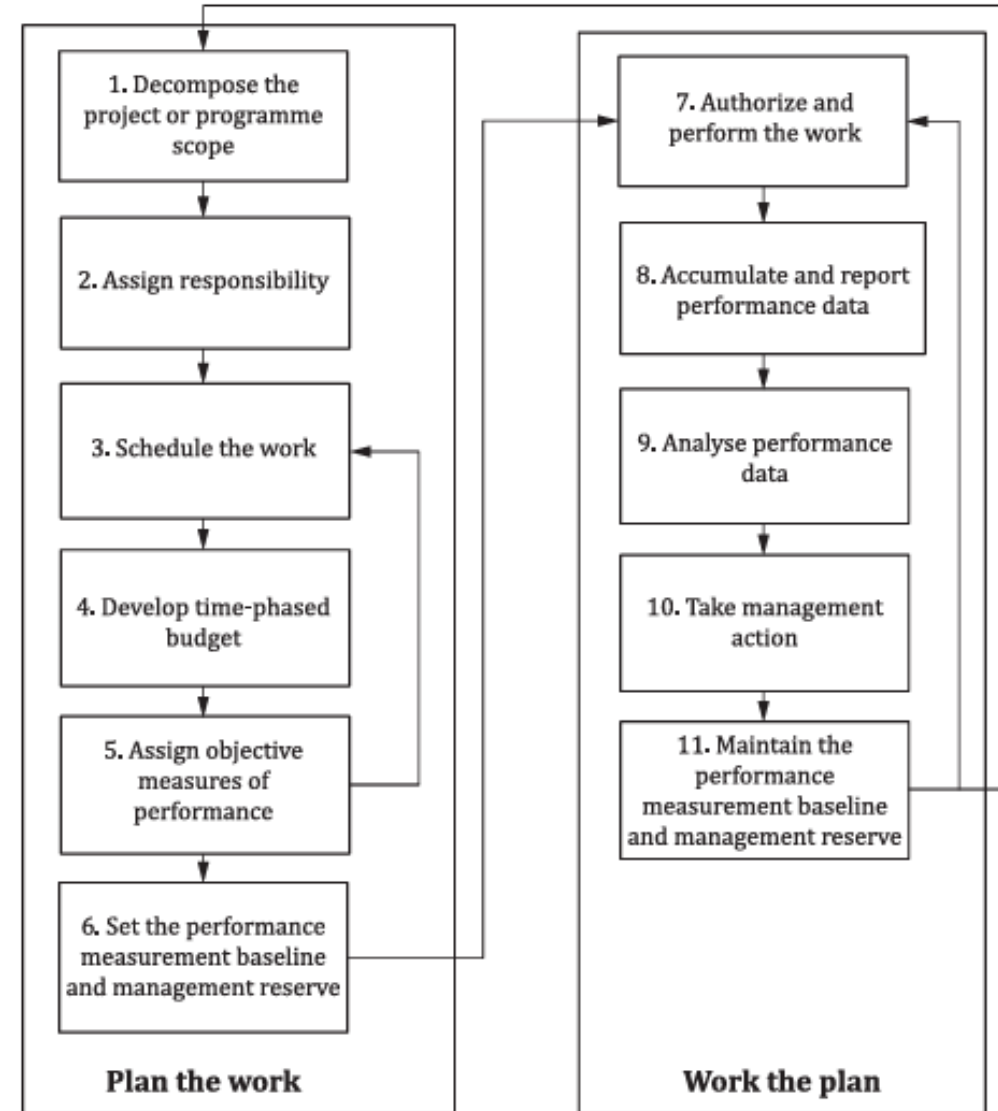 1. Decompose the
project or programme
scope
2. Assign responsibility
3. Schedule the work
4. Develop time-phased
budget
5. Assign objective
measures of
performance
6. Set the performance
measurement baseline
and management reserve
Plan the work
7. Authorize and
perform the work
8. Accumulate and report
performance data
9. Analyse performance
data
10. Take management
action
11. Maintain the
performance
measurement baseline
and management reserve
Work the plan